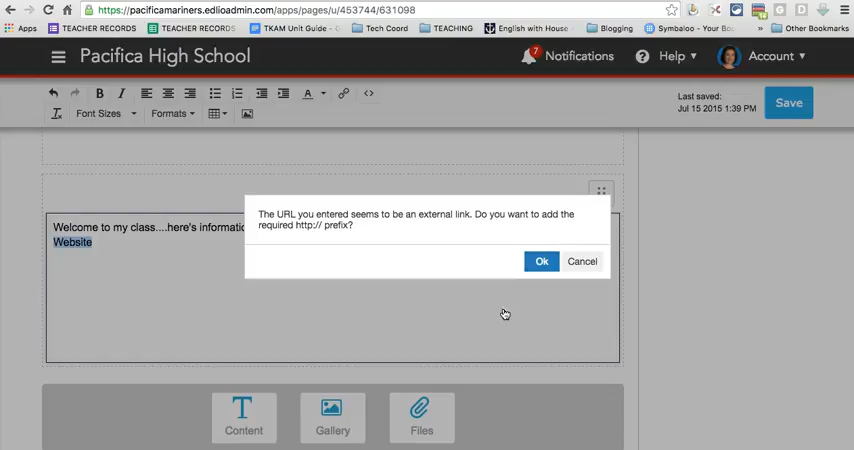 https://pacificamariners.edlioadmin.com/apps/pages/u/453744/631098
Apps TEACHER RECORDS TEACHER RECORDS TKAM Unit Guide - Tech Coord TEACHING English with House Blogging Symbaloo - Your Boo » Other Bookmarks
Pacifica High School 7 Notifications ? Help ▼ Account ▼
B I A <>
Font Sizes Formats
Last saved:
Jul 15 2015 1:39 PM
Save
Welcome to my class....here's informatio
Website
The URL you entered seems to be an external link. Do you want to add the
required http:// prefix?
Ok Cancel
T
Content Gallery Files